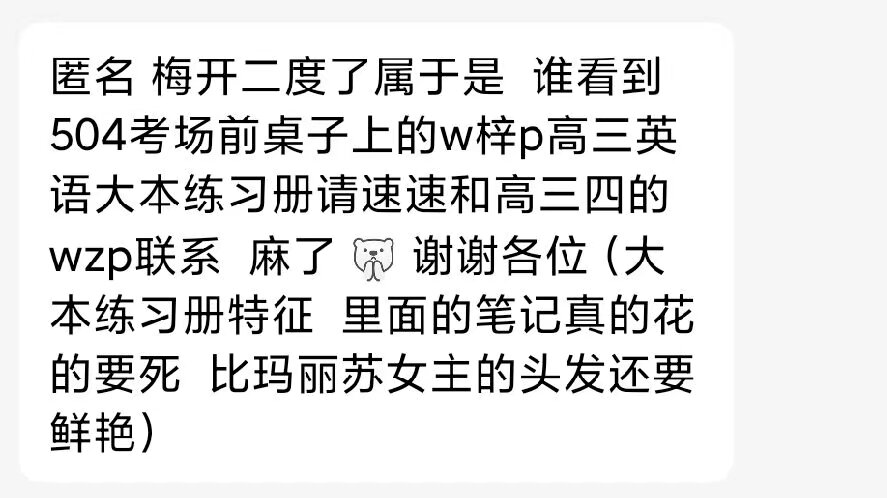 匿名 梅开二度了属于是 谁看到
504考场前桌子上的w梓p高三英
语大本练习册请速速和高三四的
wzp联系 麻了 谢谢各位（大
本练习册特征 里面的笔记真的花
的要死 比玛丽苏女主的头发还要
鲜艳）